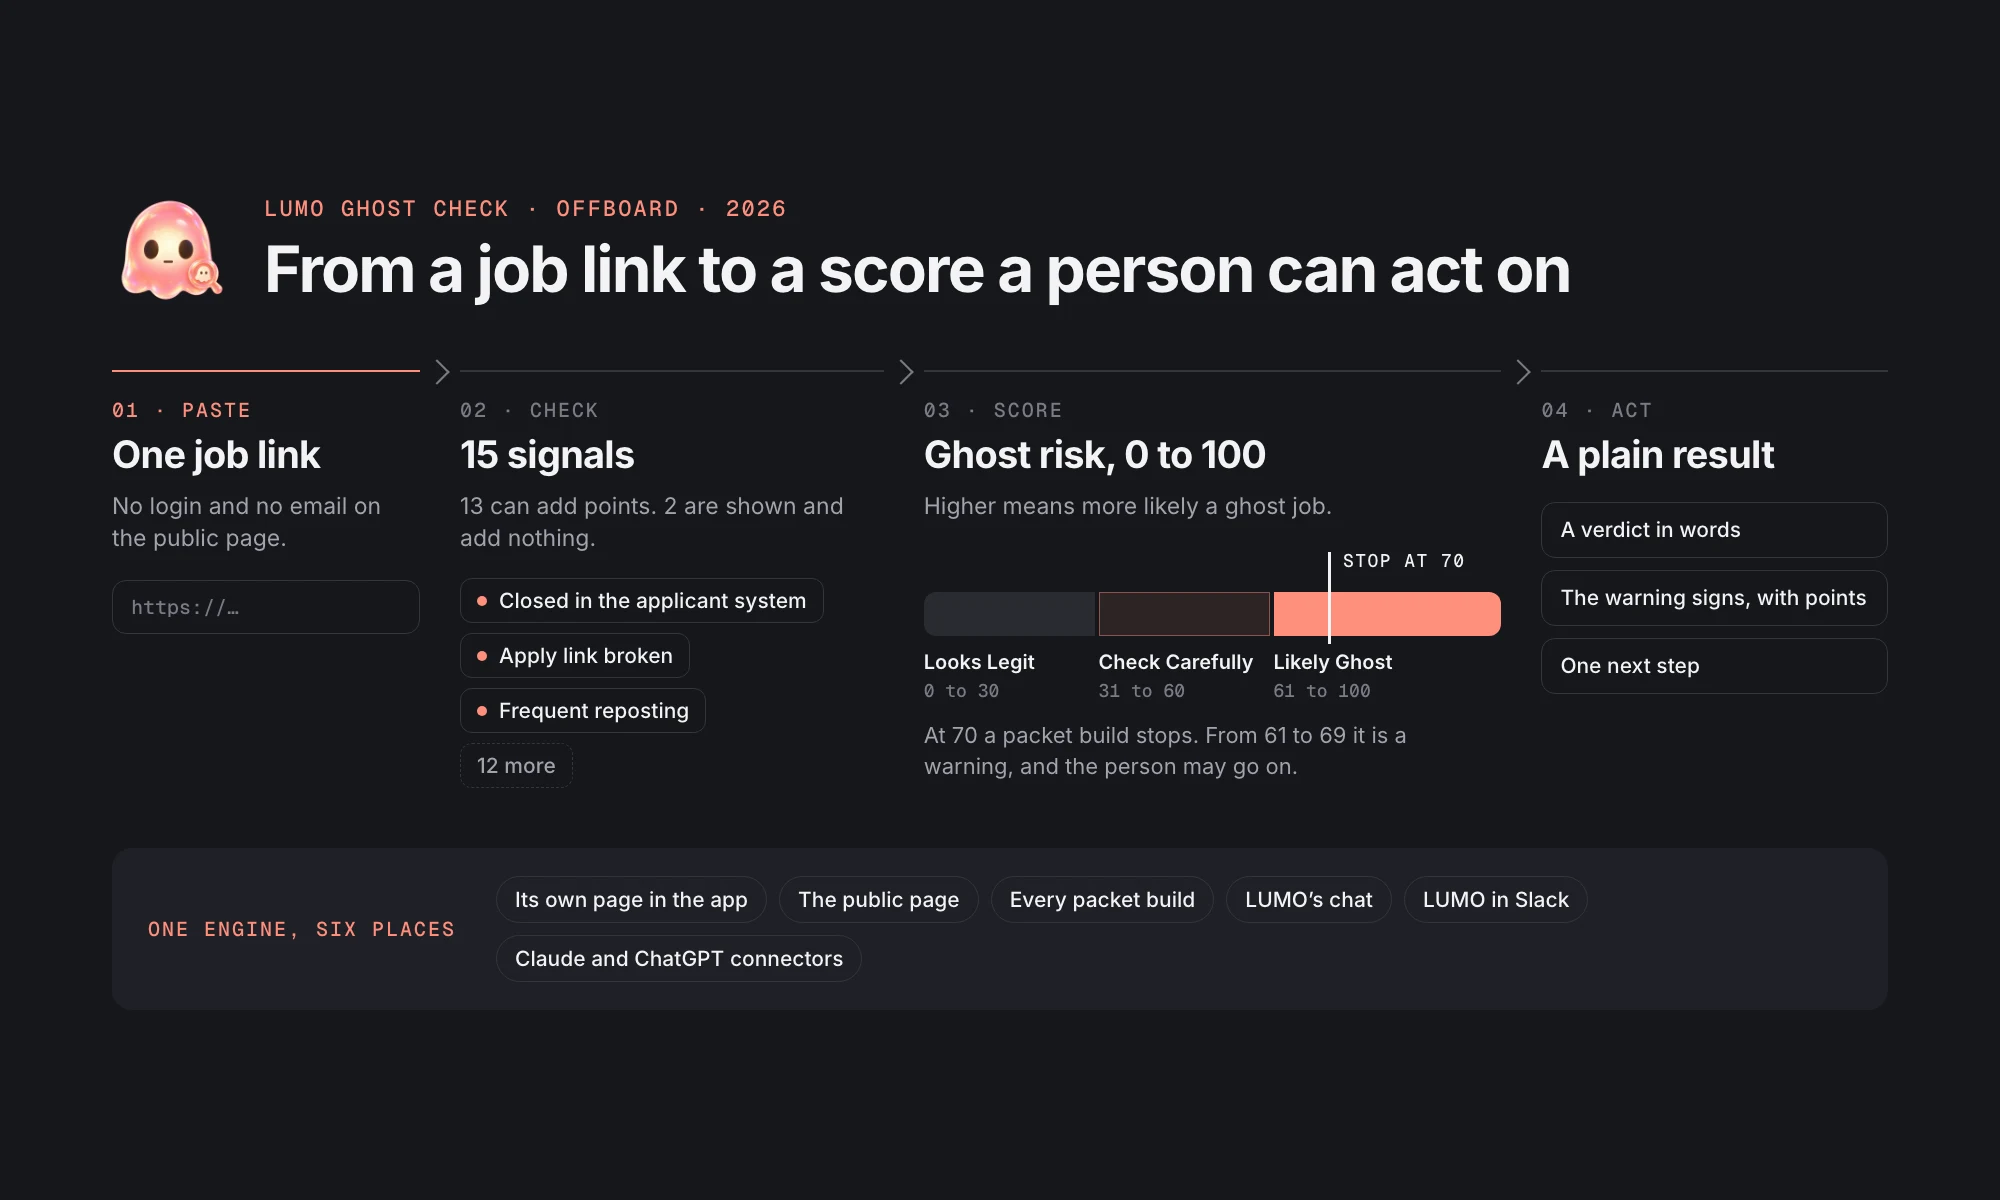 LUMO GHOST CHECK · OFFBOARD · 2026
From a job link to a score a person can act on
01 · PASTE
One job link
No login and no email on
the public page.
https://…
02 · CHECK
15 signals
13 can add points. 2 are shown and
add nothing.
Closed in the applicant system
Apply link broken
Frequent reposting
12 more
03 · SCORE
Ghost risk, 0 to 100
Higher means more likely a ghost job.
STOP AT 70
Looks Legit
0 to 30
Check Carefully
31 to 60
Likely Ghost
61 to 100
At 70 a packet build stops. From 61 to 69 it is a
warning, and the person may go on.
04 · ACT
A plain result
A verdict in words
The warning signs, with points
One next step
ONE ENGINE, SIX PLACES
Its own page in the app
The public page
Every packet build
LUMO’s chat
LUMO in Slack
Claude and ChatGPT connectors